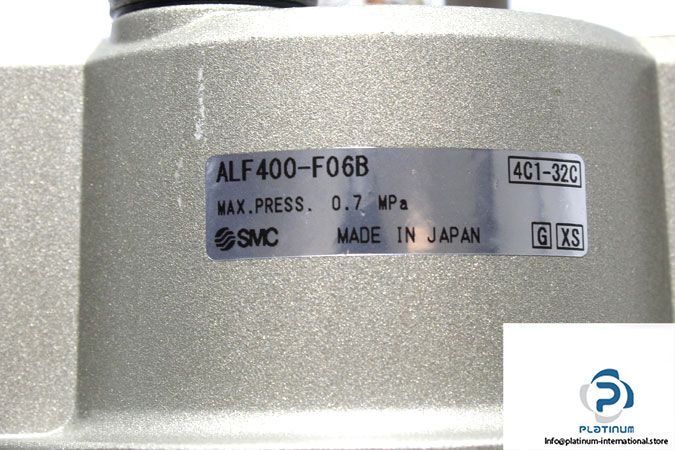 ALF400-F06B 4C1-32C
MAX.PRESS. 0.7 MPa
SMC MADE IN JAPAN G XS
PLATINUM
Info@platinum-international.store